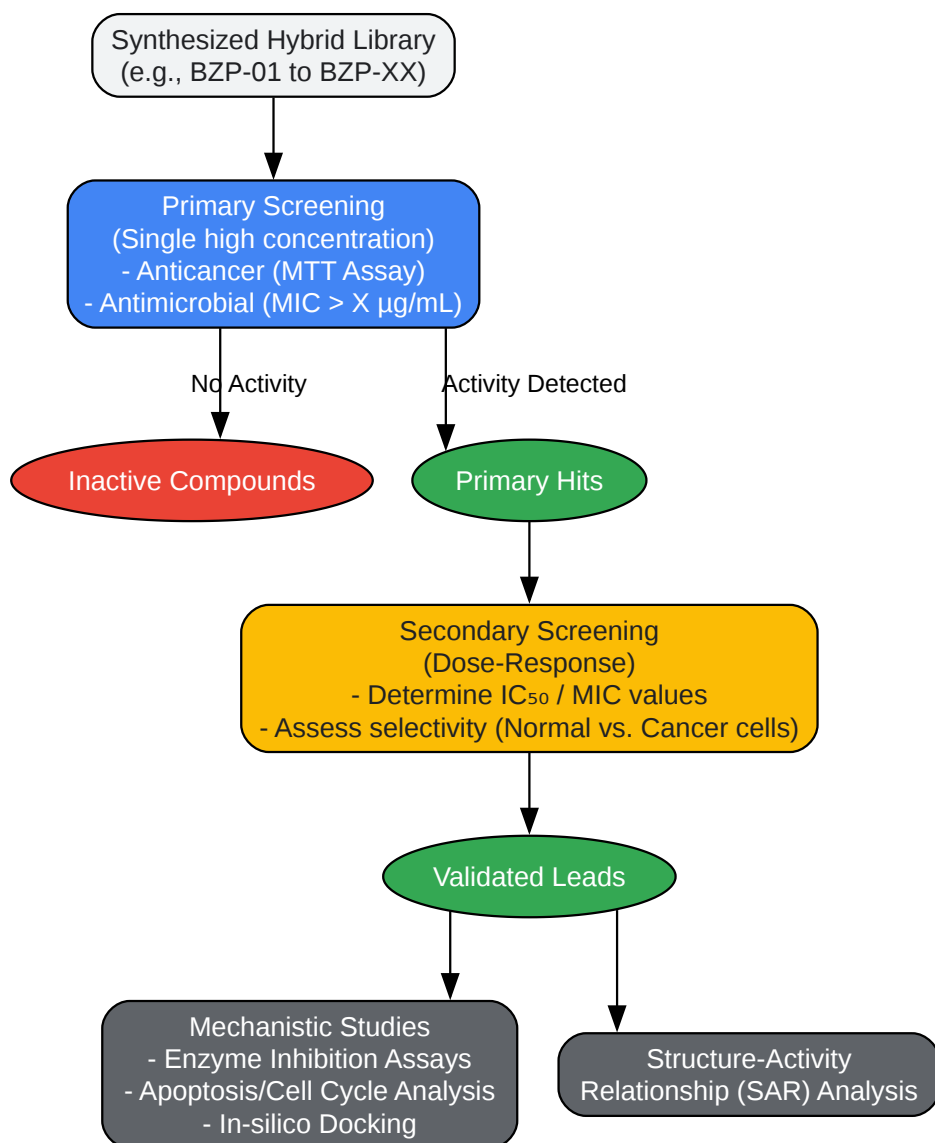 Synthesized Hybrid Library
(e.g., BZP-01 to BZP-XX)
Primary Screening
(Single high concentration)
- Anticancer (MTT Assay)
- Antimicrobial (MIC > X µg/mL)
No Activity
Activity Detected
Inactive Compounds
Primary Hits
Secondary Screening
(Dose-Response)
- Determine IC₅₀ / MIC values
- Assess selectivity (Normal vs. Cancer cells)
Validated Leads
Mechanistic Studies
- Enzyme Inhibition Assays
- Apoptosis/Cell Cycle Analysis
- In-silico Docking
Structure-Activity
Relationship (SAR) Analysis